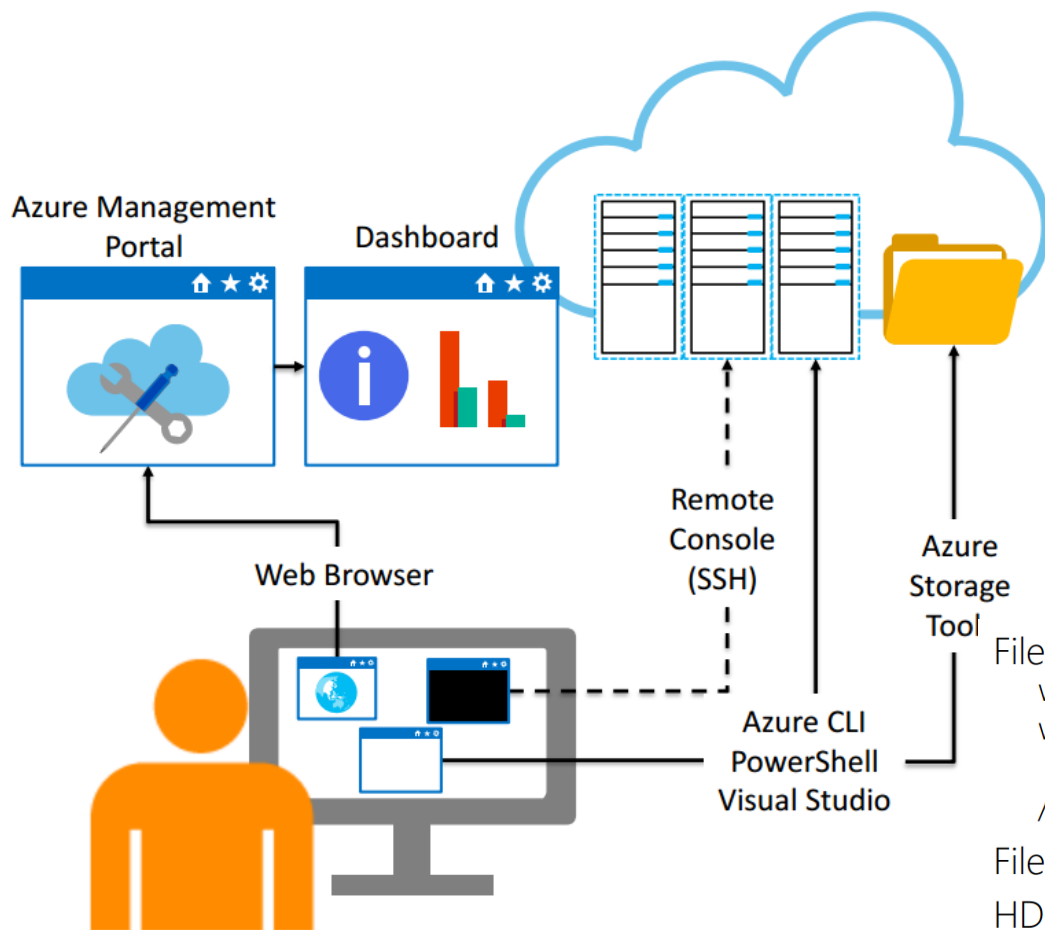 Azure Management
Portal
Dashboard
Remote
Console
(SSH)
Azure
Storage
Tool
Web Browser
Azure CLI
PowerShell
Visual Studio
File
File
HD